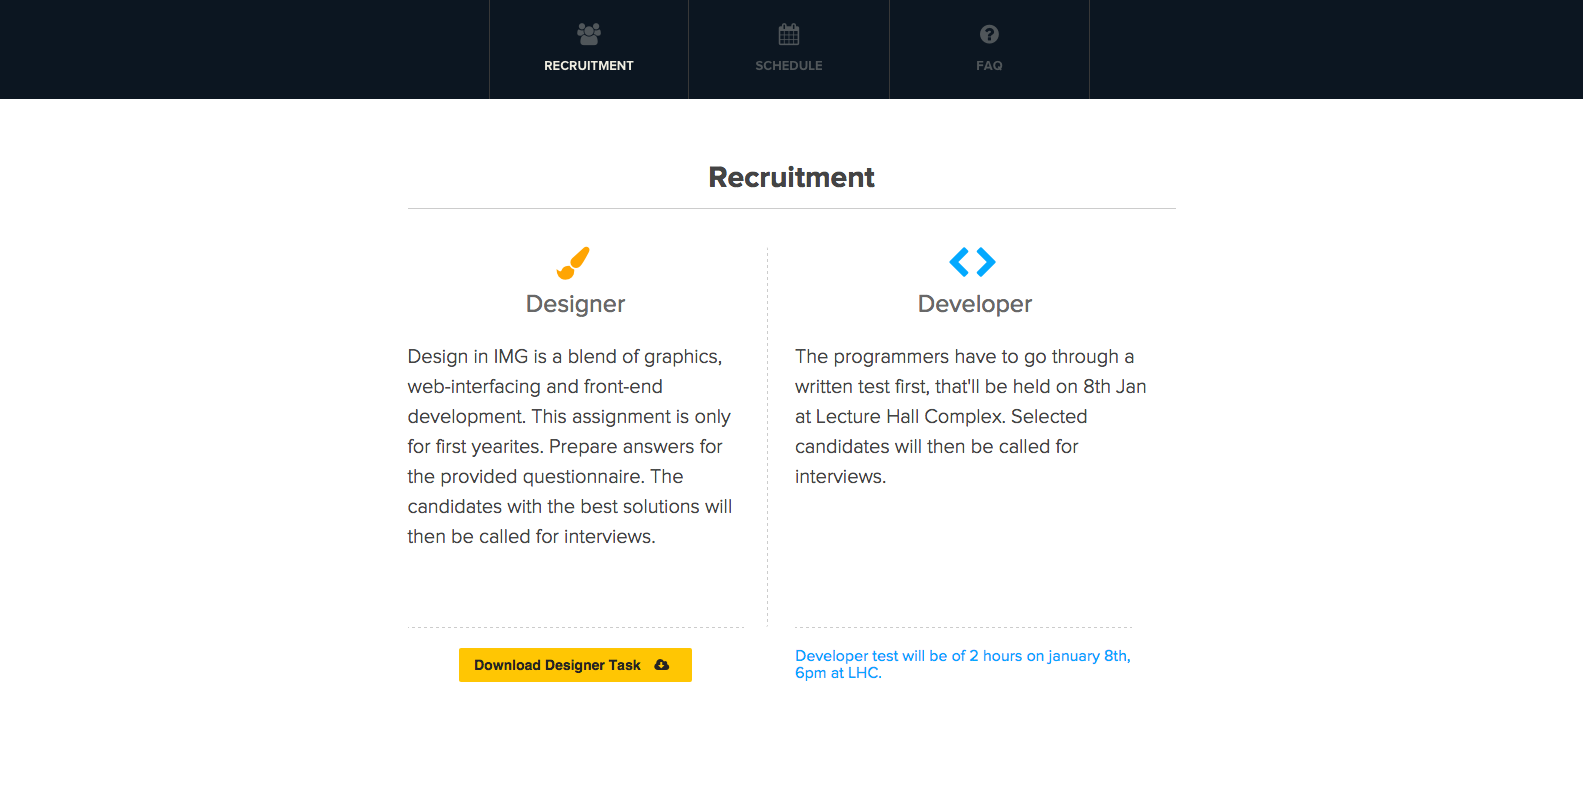 RECRUITMENT
SCHEDULE
FAQ
Recruitment
Designer
Design in IMG is a blend of graphics,
web-interfacing and front-end
development. This assignment is only
for first yearites. Prepare answers for
the provided questionnaire. The
candidates with the best solutions will
then be called for interviews.
Download Designer Task
Developer
The programmers have to go through a
written test first, that'll be held on 8th Jan
at Lecture Hall Complex. Selected
candidates will then be called for
interviews.
Developer test will be of 2 hours on january 8th,
6pm at LHC.